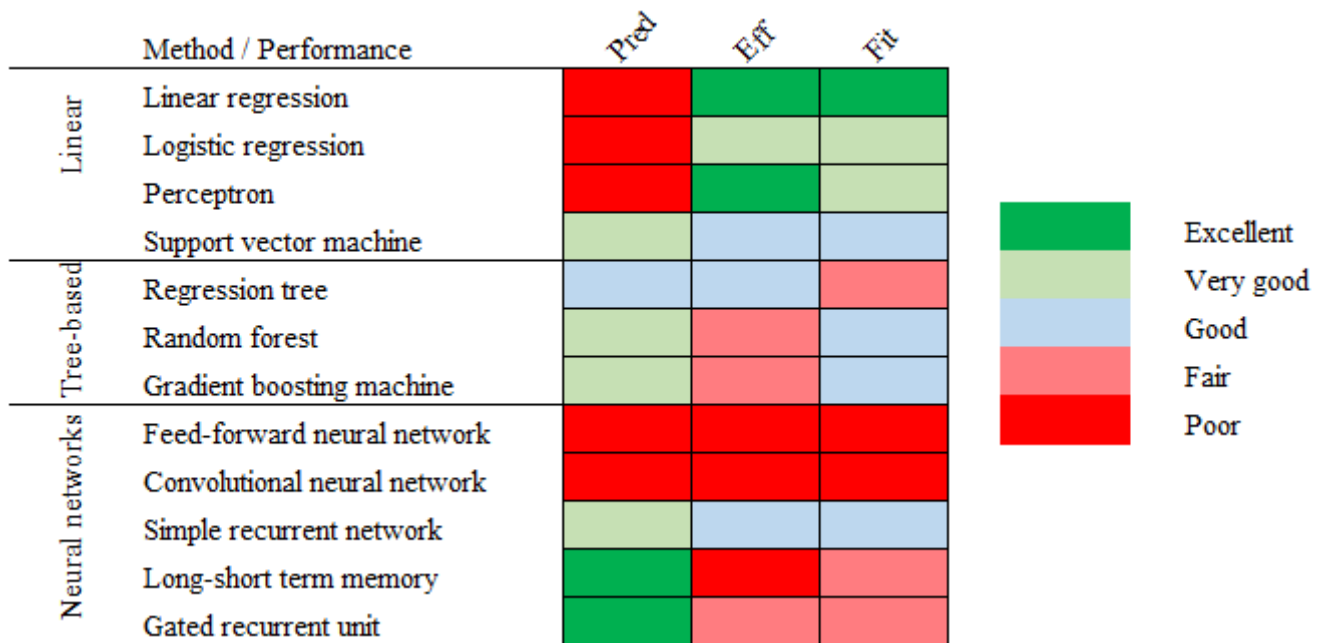 Method / Performance Pred Eff Fit
Linear
Linear regression
Logistic regression
Perceptron
Support vector machine
Tree-based
Regression tree
Random forest
Gradient boosting machine
Neural networks
Feed-forward neural network
Convolutional neural network
Simple recurrent network
Long-short term memory
Gated recurrent unit
Excellent
Very good
Good
Fair
Poor